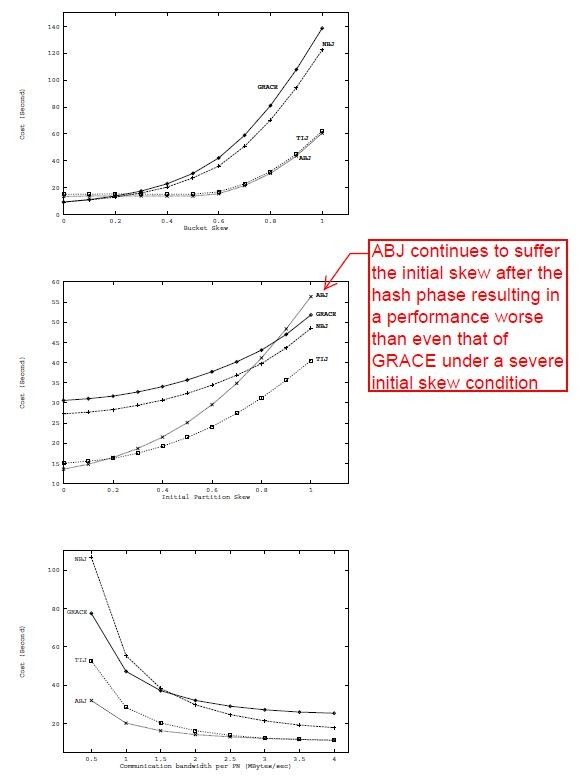 140
120
100
80
60
40
20
0
Cost (Second)
NBJ
GRACE
TIJ
ABJ
0 0.2 0.4 0.6 0.8 1
Bucket Skew
ABJ continues to suffer
the initial skew after the
hash phase resulting in
a performance worse
than even that of
GRACE under a severe
initial skew condition
60
55
50
45
40
35
30
25
20
15
10
Cost (Second)
ABJ
GRACE
NBJ
TIJ
0 0.2 0.4 0.6 0.8 1
Initial Partition Skew
100
80
60
40
20
Cost (Second)
NBJ
GRACE
TIJ
ABJ
0.5 1 1.5 2 2.5 3 3.5 4
Communication bandwidth per PN (MBytes/sec)